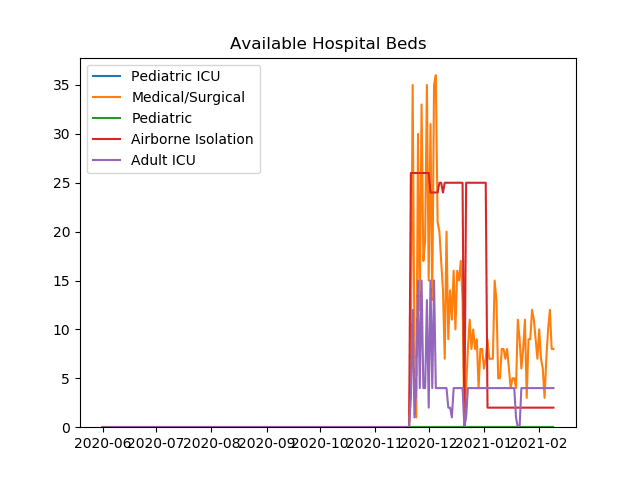 Available Hospital Beds
Pediatric ICU
Medical/Surgical
Pediatric
Airborne Isolation
Adult ICU
35
30
25
20
15
10
5
0
2020-06 2020-07 2020-08 2020-09 2020-10 2020-11 2020-12 2021-01 2021-02